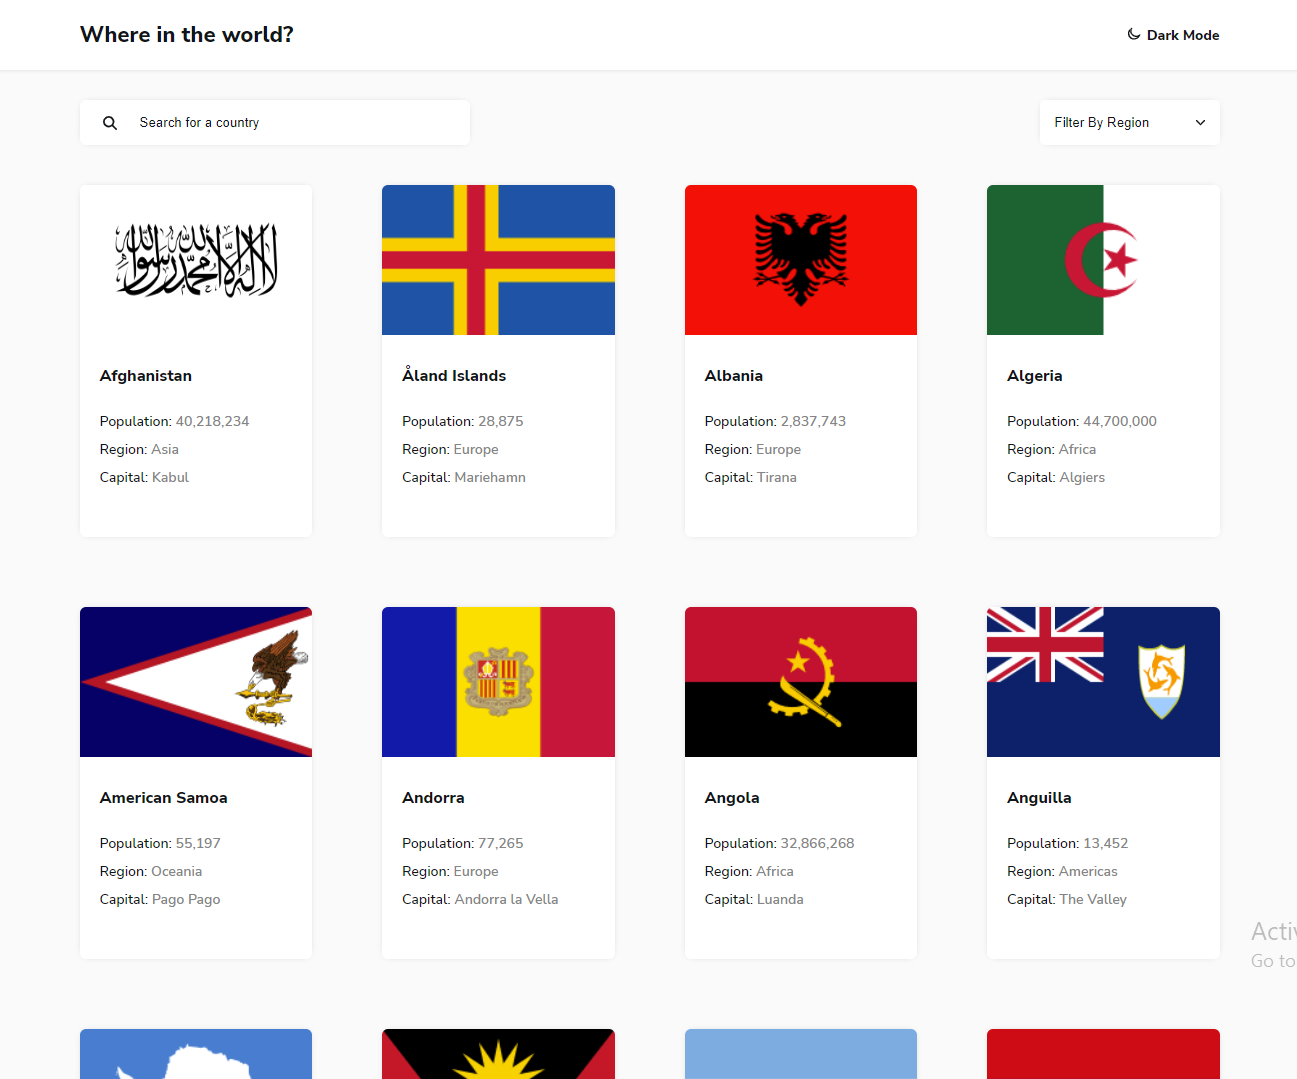 Where in the world?
Dark Mode
Search for a country
Filter By Region
لا إله إلا الله محمد رسول الله
Afghanistan
Population: 40,218,234
Region: Asia
Capital: Kabul
Åland Islands
Population: 28,875
Region: Europe
Capital: Mariehamn
Albania
Population: 2,837,743
Region: Europe
Capital: Tirana
Algeria
Population: 44,700,000
Region: Africa
Capital: Algiers
American Samoa
Population: 55,197
Region: Oceania
Capital: Pago Pago
Andorra
Population: 77,265
Region: Europe
Capital: Andorra la Vella
Angola
Population: 32,866,268
Region: Africa
Capital: Luanda
Anguilla
Population: 13,452
Region: Americas
Capital: The Valley
Activ
Go to